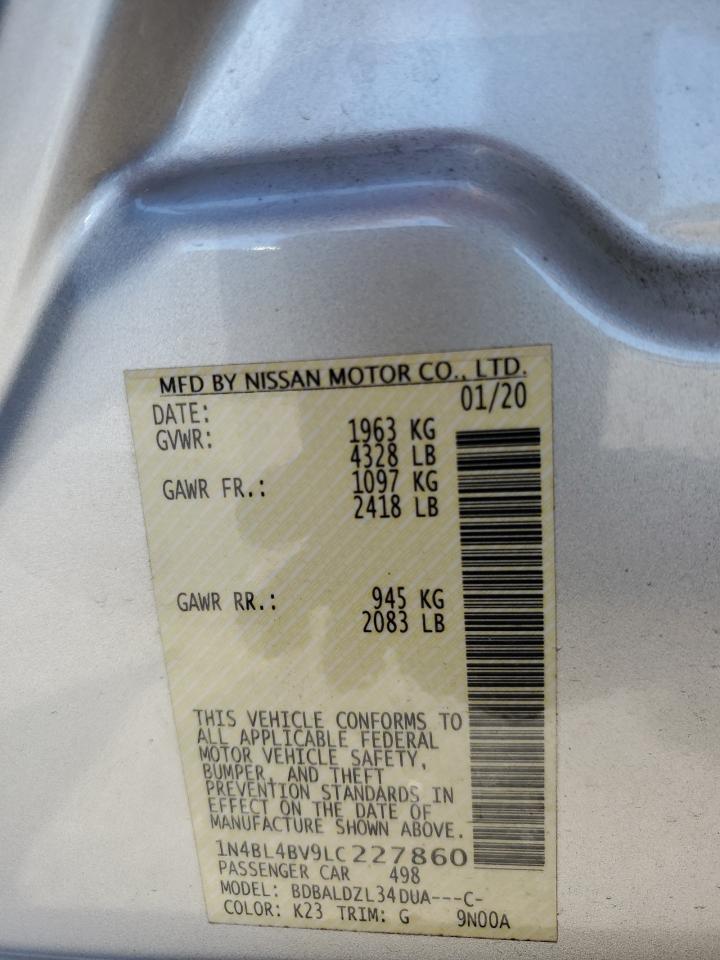 MFD BY NISSAN MOTOR CO., LTD.
DATE: 01/20
GVWR: 1963 KG
4328 LB
GAWR FR.: 1097 KG
2418 LB
GAWR RR.: 945 KG
2083 LB
THIS VEHICLE CONFORMS TO
ALL APPLICABLE FEDERAL
MOTOR VEHICLE SAFETY,
BUMPER, AND THEFT
PREVENTION STANDARDS IN
EFFECT ON THE DATE OF
MANUFACTURE SHOWN ABOVE.
1N4BL4BV9LC227860
PASSENGER CAR 498
MODEL: BDBALDZL34DUA---C-
COLOR: K23 TRIM: G 9N00A